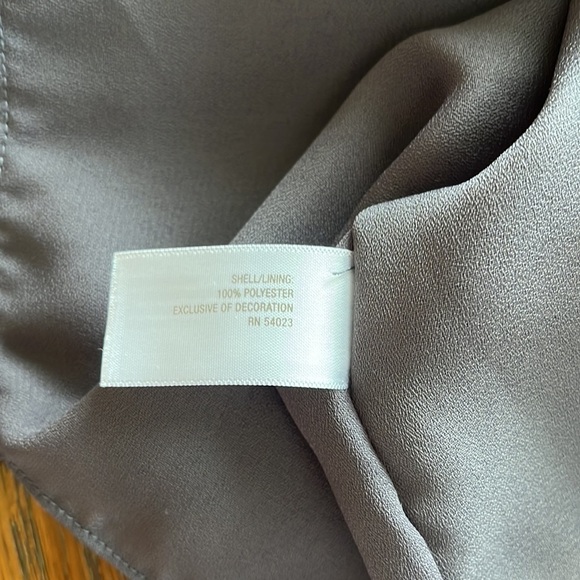 SHELL/LINING:
100% POLYESTER
EXCLUSIVE OF DECORATION
RN 54023